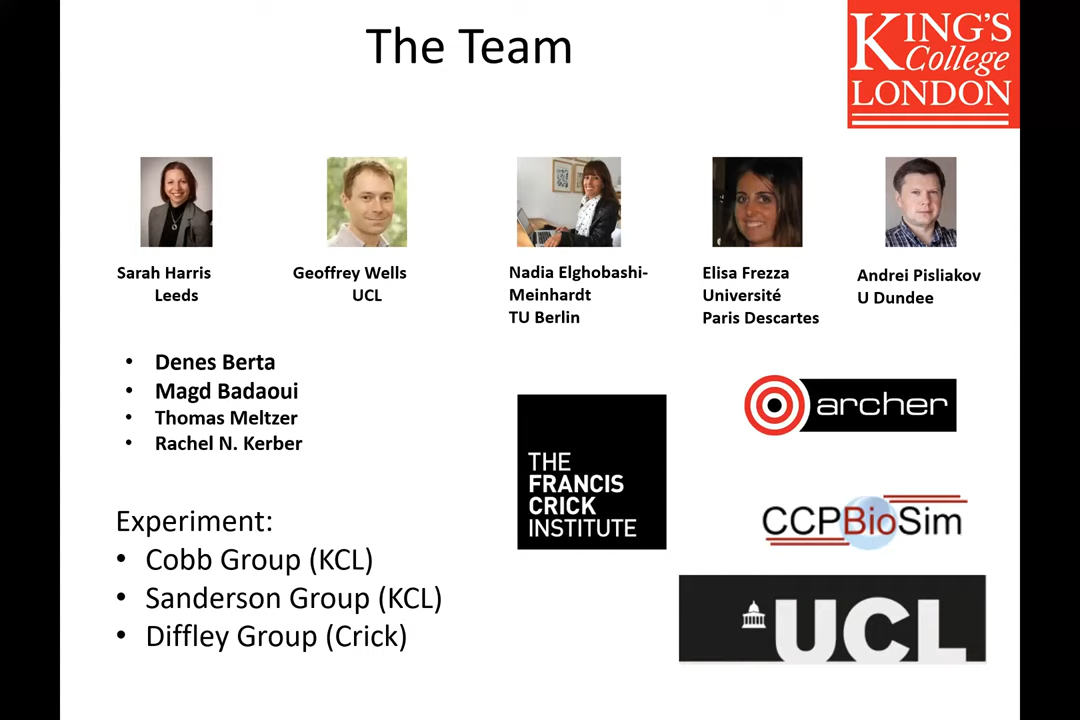 The Team
KING'S
College
LONDON
Sarah Harris
Leeds
Geoffrey Wells
UCL
Nadia Elghobashi-
Meinhardt
TU Berlin
Elisa Frezza
Université
Paris Descartes
Andrei Pisliakov
U Dundee
• Denes Berta
• Magd Badaoui
• Thomas Meltzer
• Rachel N. Kerber
Experiment:
• Cobb Group (KCL)
• Sanderson Group (KCL)
• Diffley Group (Crick)
THE
FRANCIS
CRICK
INSTITUTE
archer
CCPBioSim
UCL